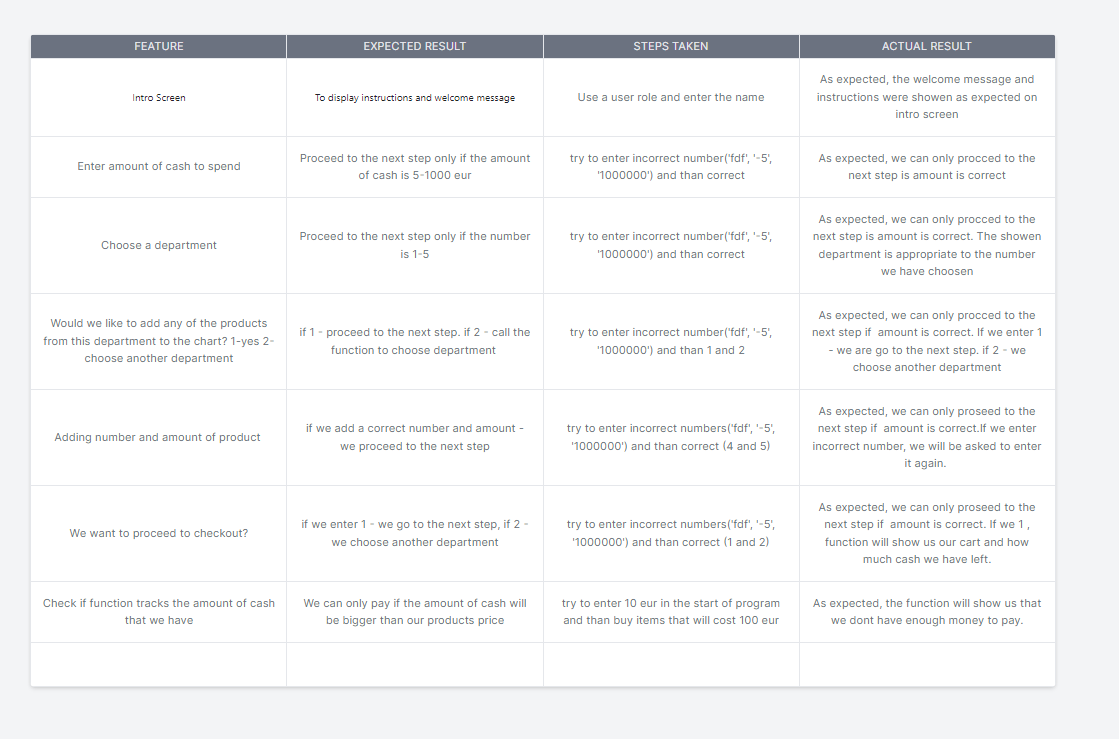 FEATURE
EXPECTED RESULT
STEPS TAKEN
ACTUAL RESULT
Intro Screen
To display instructions and welcome message
Use a user role and enter the name
As expected, the welcome message and
instructions were showen as expected on
intro screen
Enter amount of cash to spend
Proceed to the next step only if the amount
of cash is 5-1000 eur
try to enter incorrect number('fdf', '-5',
'1000000') and than correct
As expected, we can only procced to the
next step is amount is correct
Choose a department
Proceed to the next step only if the number
is 1-5
try to enter incorrect number('fdf', '-5',
'1000000') and than correct
As expected, we can only procced to the
next step is amount is correct. The showen
department is appropriate to the number
we have choosen
Would we like to add any of the products
from this department to the chart? 1-yes 2-
choose another department
if 1 - proceed to the next step. if 2 - call the
function to choose department
try to enter incorrect number('fdf', '-5',
'1000000') and than 1 and 2
As expected, we can only procced to the
next step if  amount is correct. If we enter 1
- we are go to the next step. if 2 - we
choose another department
Adding number and amount of product
if we add a correct number and amount -
we proceed to the next step
try to enter incorrect numbers('fdf', '-5',
'1000000') and than correct (4 and 5)
As expected, we can only proseed to the
next step if  amount is correct.If we enter
incorrect number, we will be asked to enter
it again.
We want to proceed to checkout?
if we enter 1 - we go to the next step, if 2 -
we choose another department
try to enter incorrect numbers('fdf', '-5',
'1000000') and than correct (1 and 2)
As expected, we can only proseed to the
next step if  amount is correct. If we 1 ,
function will show us our cart and how
much cash we have left.
Check if function tracks the amount of cash
that we have
We can only pay if the amount of cash will
be bigger than our products price
try to enter 10 eur in the start of program
and than buy items that will cost 100 eur
As expected, the function will show us that
we dont have enough money to pay.